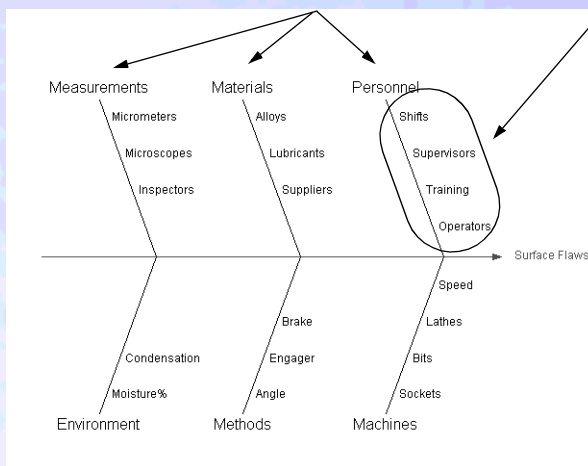 Measurements Materials Personnel
Micrometers Alloys Shifts
Microscopes Lubricants Supervisors
Inspectors Suppliers Training
Operators
Surface Flaws
Speed
Brake Lathes
Condensation Engager Bits
Moisture% Angle Sockets
Environment Methods Machines